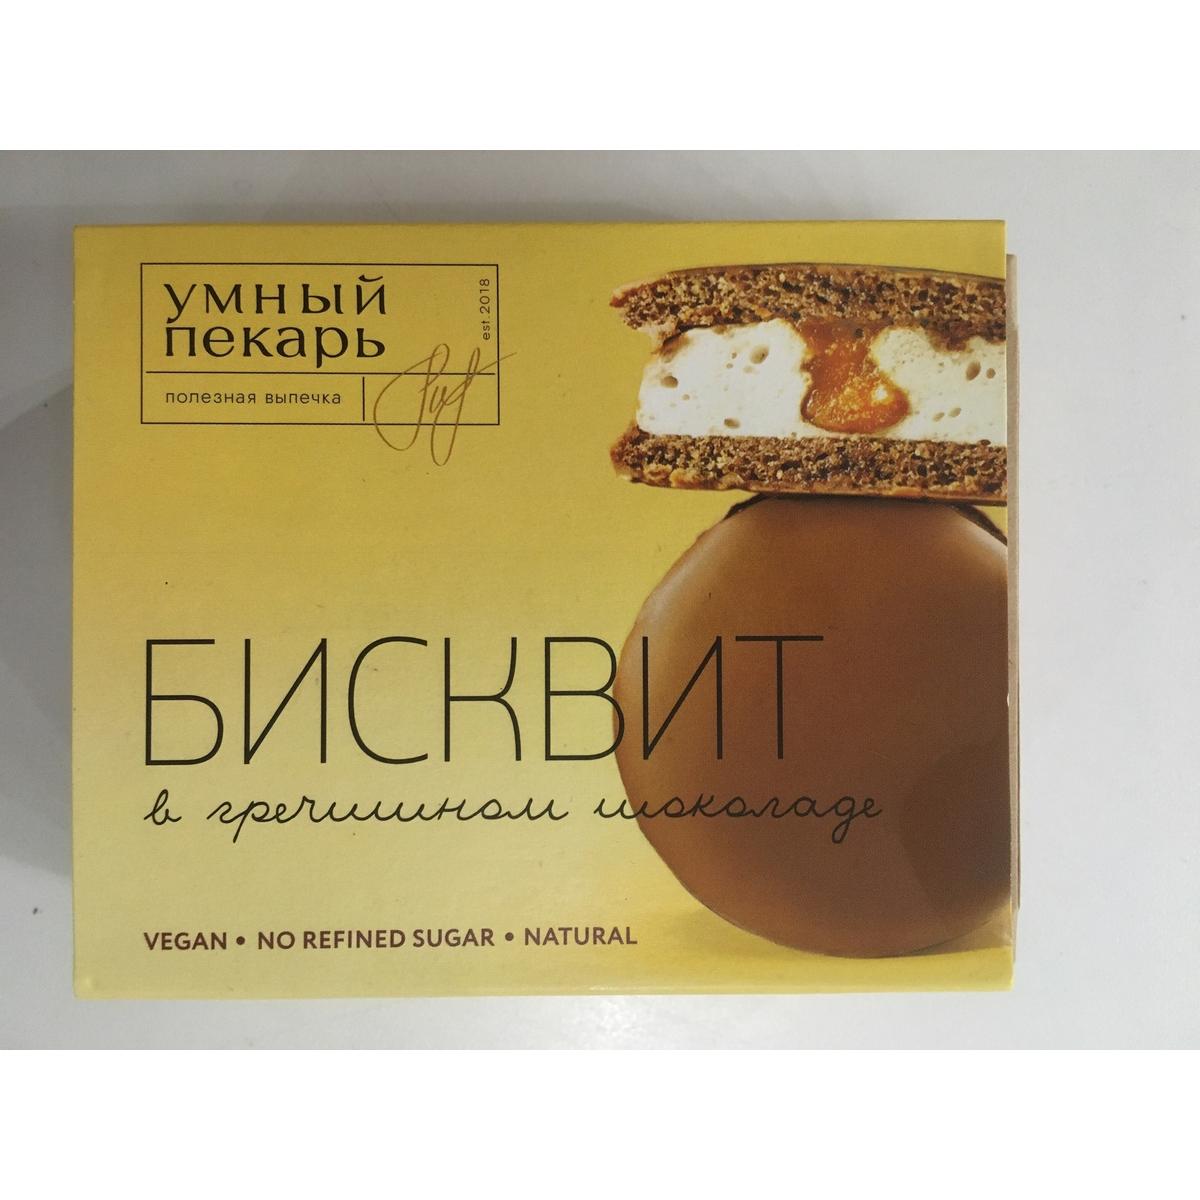 умный
пекарь
est.2018
полезная выпечка
БИСКВИТ
в гречишном шоколаде
VEGAN • NO REFINED SUGAR • NATURAL